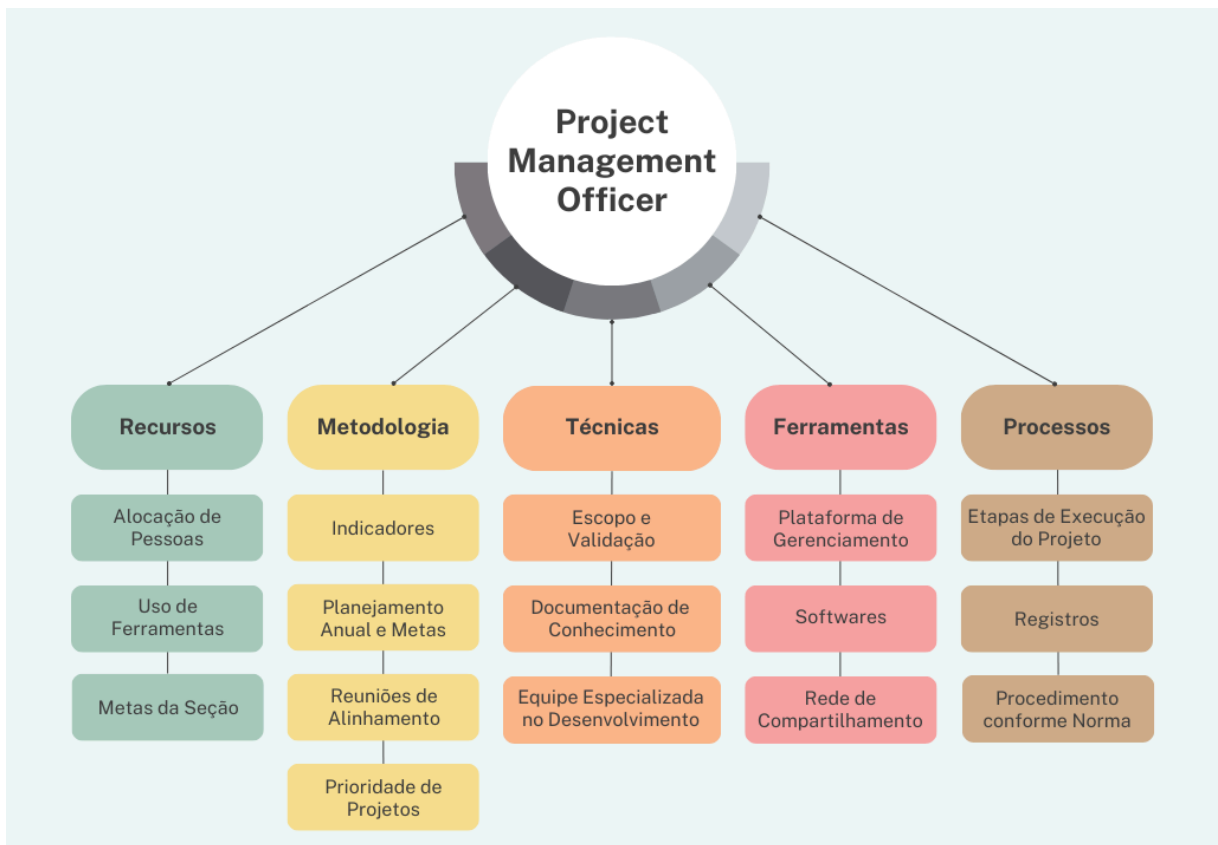 Project
Management
Officer
Recursos
Metodologia
Técnicas
Ferramentas
Processos
Alocação de
Pessoas
Uso de
Ferramentas
Metas da Seção
Indicadores
Planejamento
Anual e Metas
Reuniões de
Alinhamento
Prioridade de
Projetos
Escopo e
Validação
Documentação de
Conhecimento
Equipe Especializada
no Desenvolvimento
Plataforma de
Gerenciamento
Softwares
Rede de
Compartilhamento
Etapas de Execução
do Projeto
Registros
Procedimento
conforme Norma